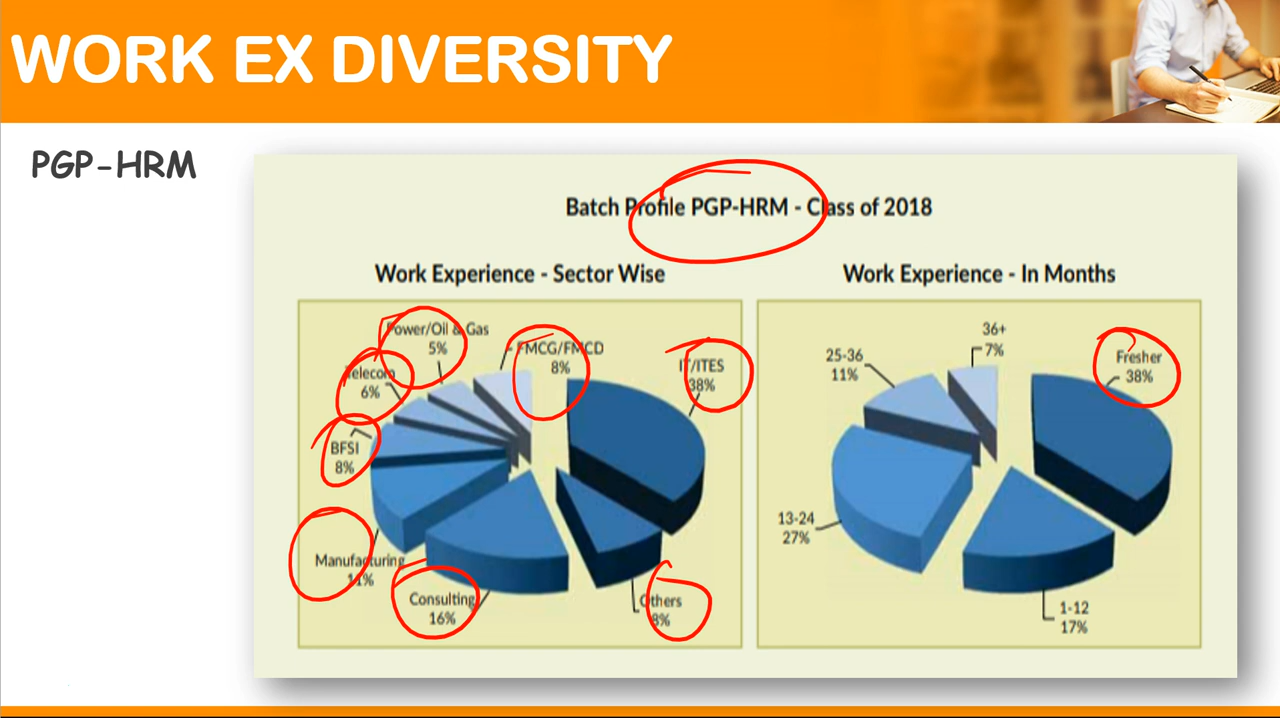 WORK EX DIVERSITY
PGP-HRM
Batch Profile PGP-HRM - Class of 2018
Work Experience - Sector Wise
Power/Oil & Gas
5%
FMCG/FMCD
8%
IT/ITES
38%
Telecom
6%
BFSI
8%
Manufacturing
11%
Consulting
16%
Others
8%
Work Experience - In Months
36+
7%
25-36
11%
Fresher
38%
13-24
27%
1-12
17%